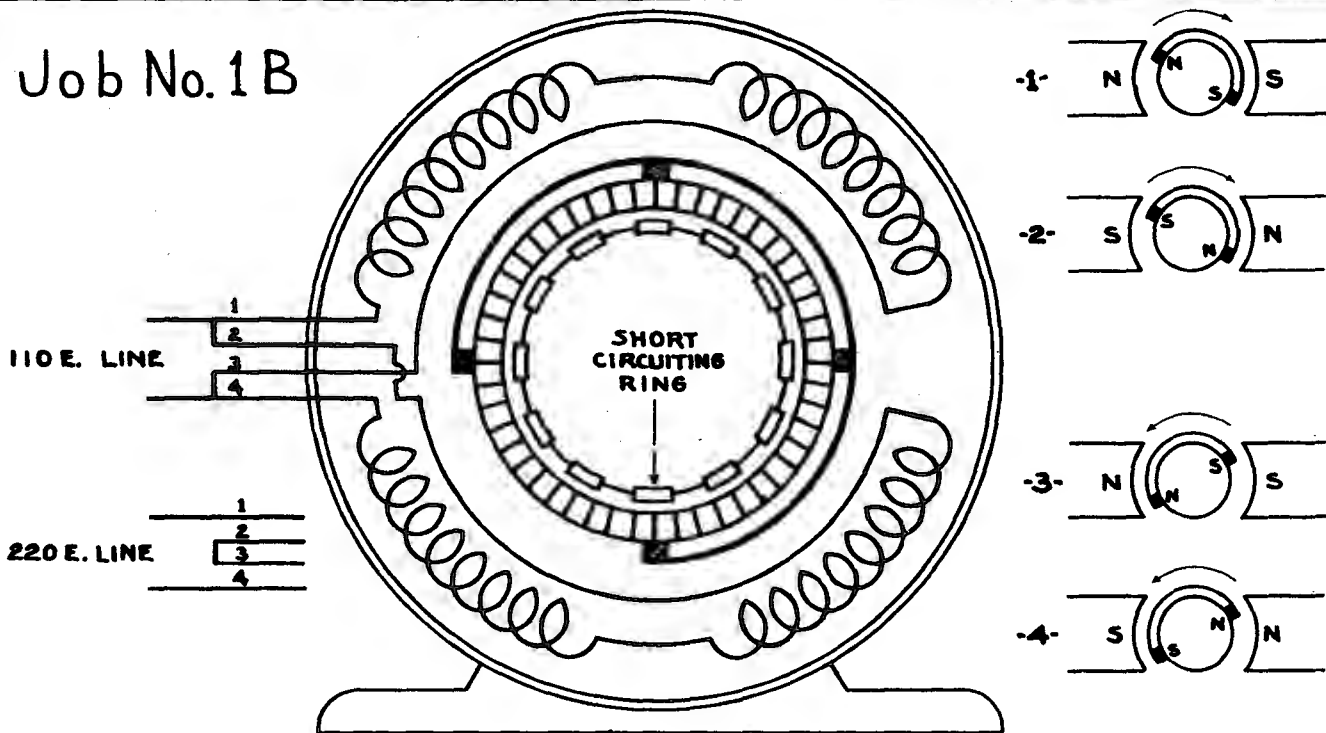 Job No. 1B
1
2
110 E. LINE
3
4
SHORT
CIRCUITING
RING
1
2
220 E. LINE
3
4
-1- N N S S
-2- S S N N
-3- N N S S
-4- S S N N